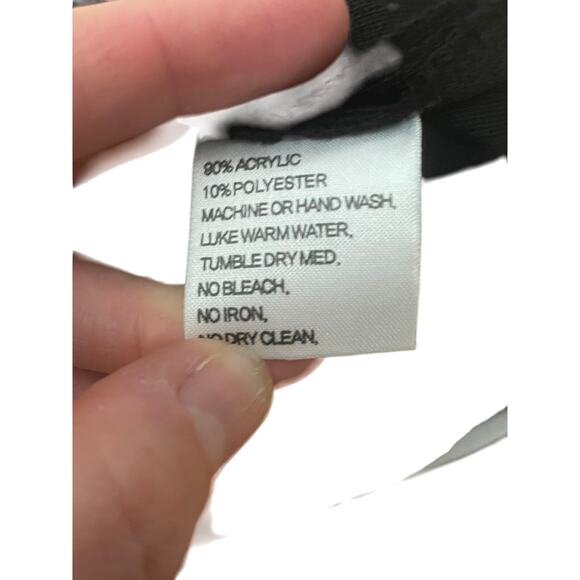 90% ACRYLIC
10% POLYESTER
MACHINE OR HAND WASH,
LUKE WARM WATER,
TUMBLE DRY MED,
NO BLEACH,
NO IRON,
NO DRY CLEAN,